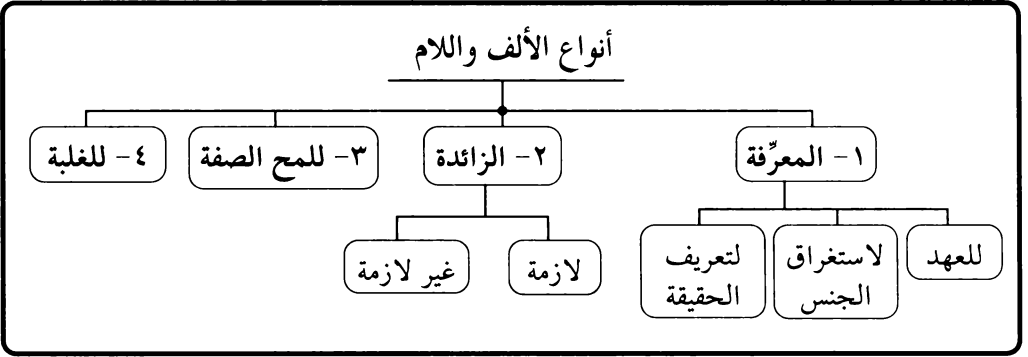 أنواع الألف واللام
١- المعرِّفة
٢- الزائدة
٣- للمح الصفة
٤- للغلبة
للعهد
لاستغراق
الجنس
لتعريف
الحقيقة
لازمة
غير لازمة